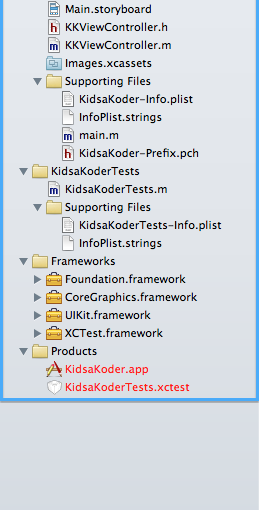 Main.storyboard
KKViewController.h
KKViewController.m
Images.xcassets
Supporting Files
KidsaKoder-Info.plist
InfoPlist.strings
main.m
KidsaKoder-Prefix.pch
KidsaKoderTests
KidsaKoderTests.m
Supporting Files
KidsaKoderTests-Info.plist
InfoPlist.strings
Frameworks
Foundation.framework
CoreGraphics.framework
UIKit.framework
XCTest.framework
Products
KidsaKoder.app
KidsaKoderTests.xctest